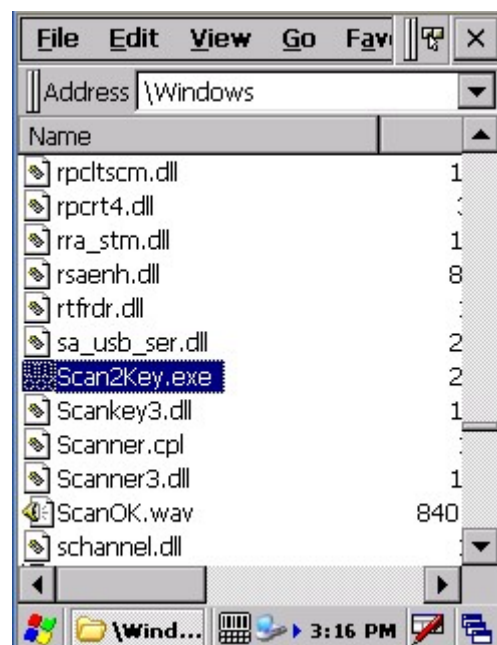 File Edit View Go Fav
Address \Windows
Name
rpcltscm.dll 1
rpcrt4.dll
rra_stm.dll 1
rsaenh.dll 8
rtfrdr.dll
sa_usb_ser.dll 2
Scan2Key.exe 2
Scankey3.dll 1
Scanner.cpl
Scanner3.dll 1
ScanOK.wav 840
schannel.dll
\Wind... 3:16 PM